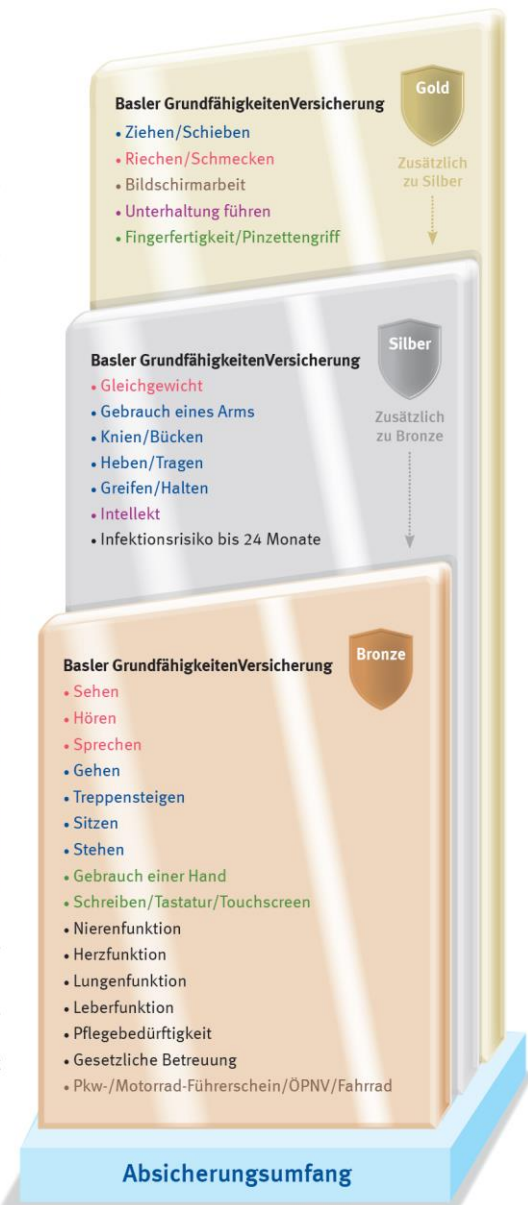 Gold
Basler GrundfähigkeitenVersicherung
• Ziehen/Schieben
• Riechen/Schmecken
• Bildschirmarbeit
• Unterhaltung führen
• Fingerfertigkeit/Pinzettengriff
Zusätzlich
zu Silber
Silber
Basler GrundfähigkeitenVersicherung
• Gleichgewicht
• Gebrauch eines Arms
• Knien/Bücken
• Heben/Tragen
• Greifen/Halten
• Intellekt
• Infektionsrisiko bis 24 Monate
Zusätzlich
zu Bronze
Bronze
Basler GrundfähigkeitenVersicherung
• Sehen
• Hören
• Sprechen
• Gehen
• Treppensteigen
• Sitzen
• Stehen
• Gebrauch einer Hand
• Schreiben/Tastatur/Touchscreen
• Nierenfunktion
• Herzfunktion
• Lungenfunktion
• Leberfunktion
• Pflegebedürftigkeit
• Gesetzliche Betreuung
• Pkw-/Motorrad-Führerschein/ÖPNV/Fahrrad
Absicherungsumfang